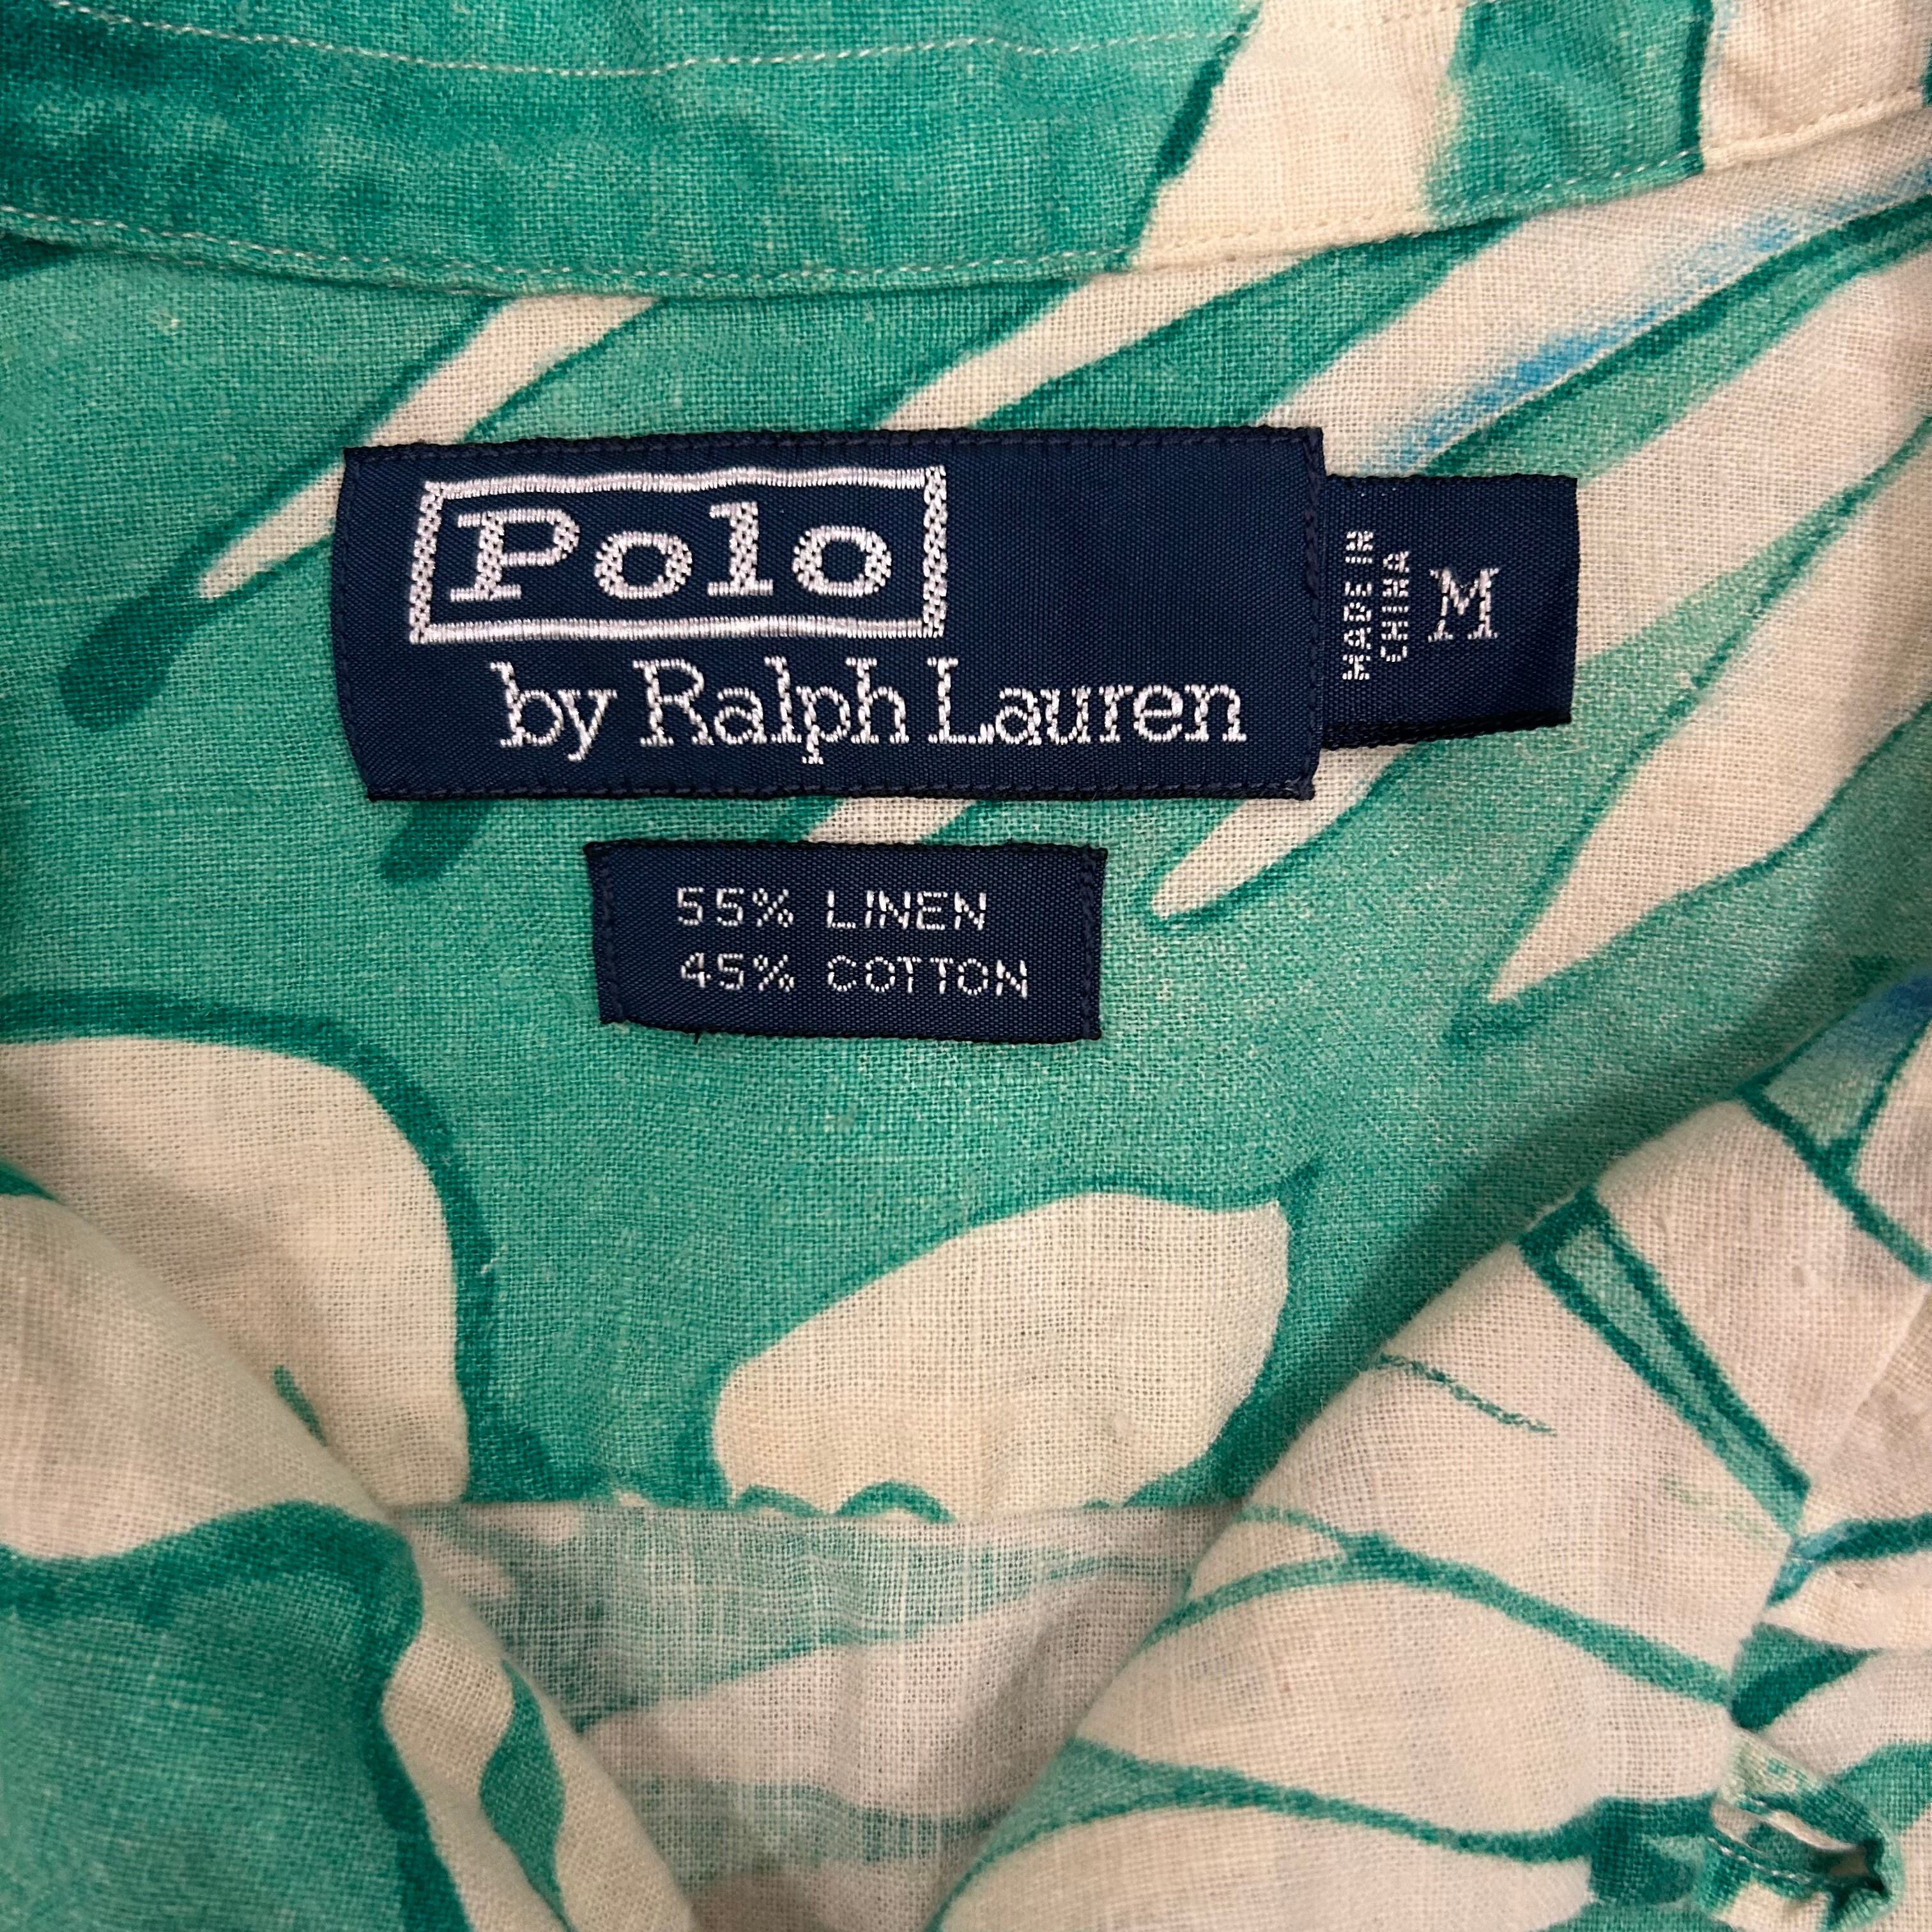 Polo
by Ralph Lauren
MADE IN
CHINA
M
55% LINEN
45% COTTON